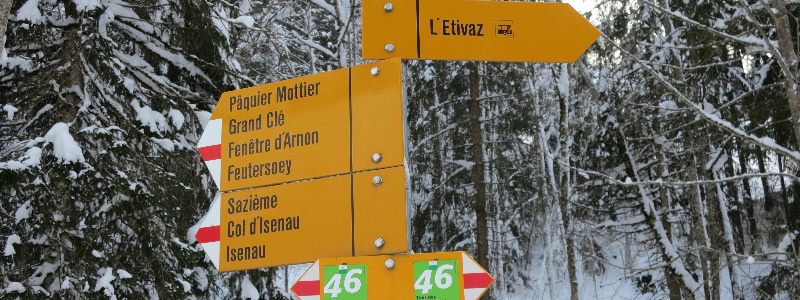 L'Etivaz
Pâquier Mottier
Grand Clé
Fenêtre d'Arnon
Feutersoey
Sazième
Col d'Isenau
Isenau
46
46